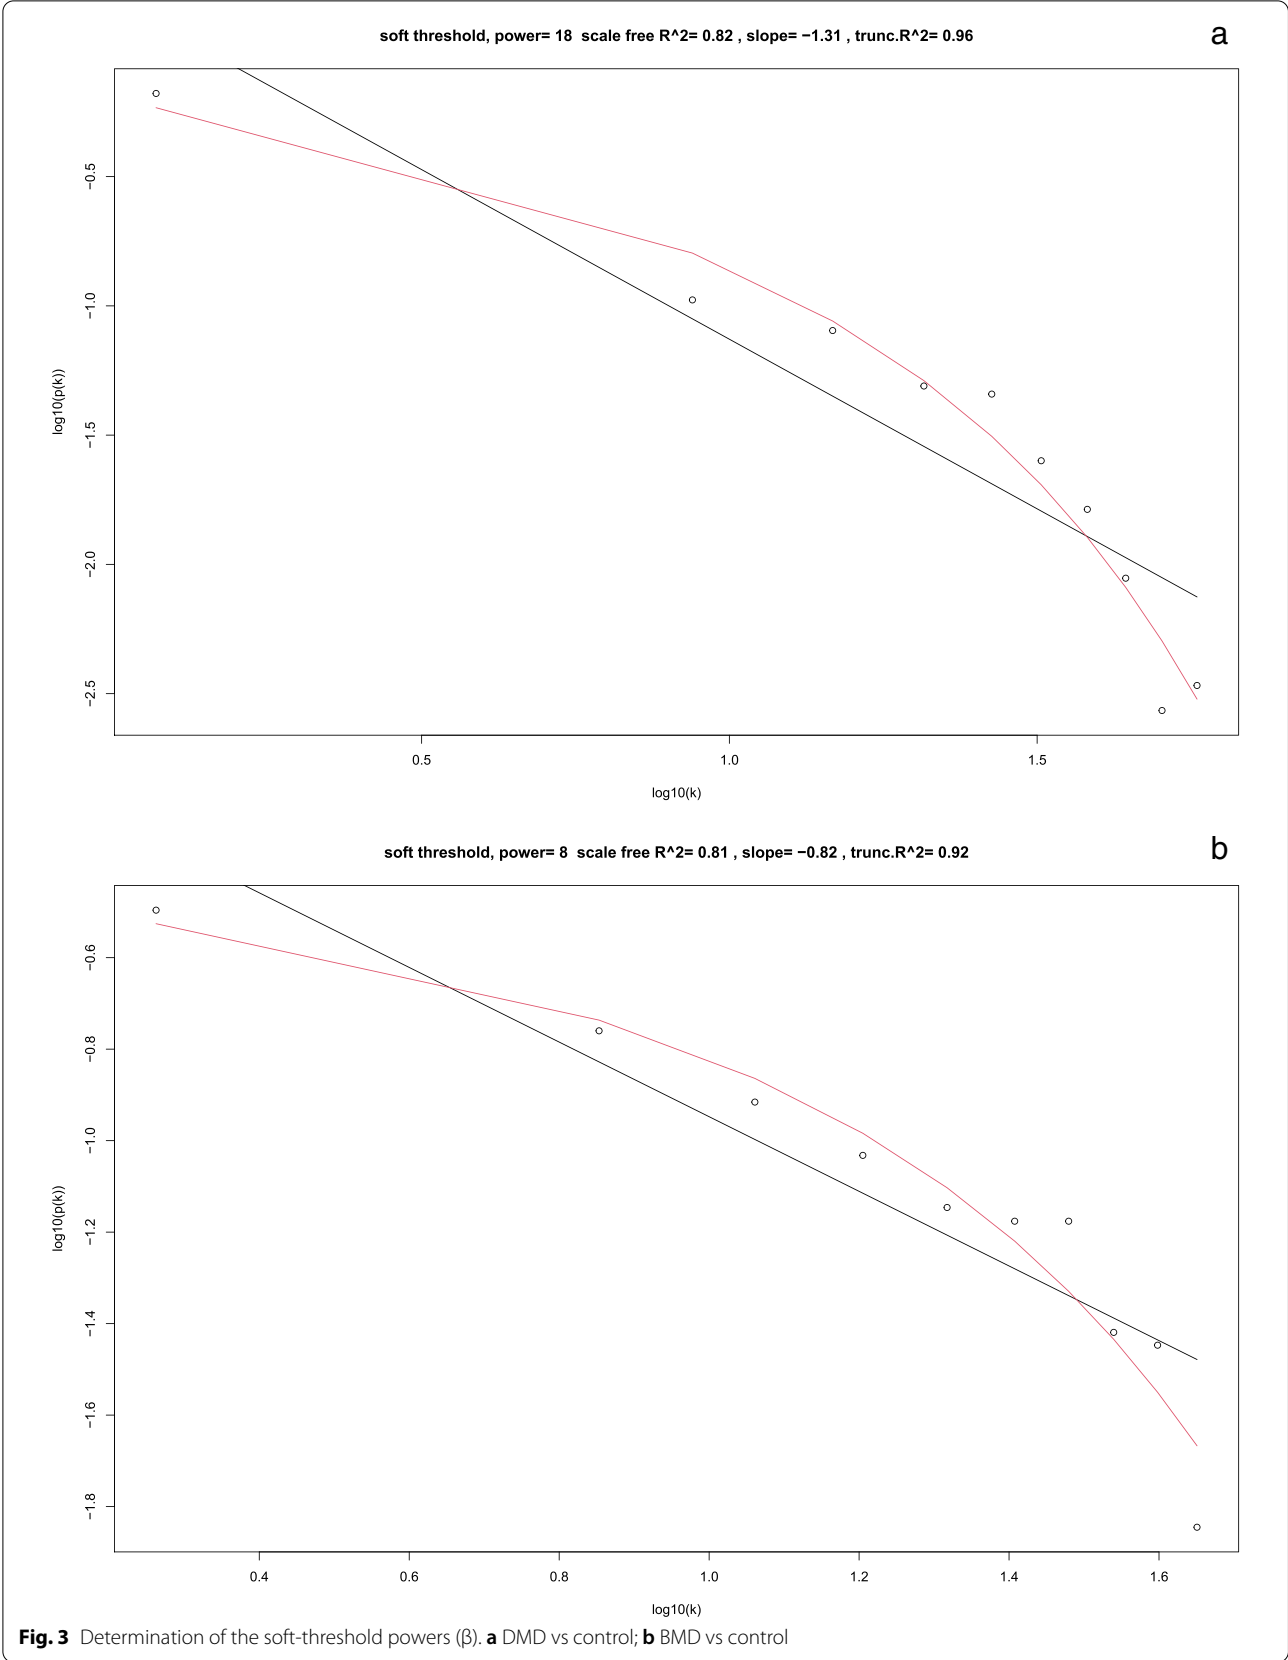 soft threshold, power= 18  scale free R^2= 0.82 , slope= −1.31 , trunc.R^2= 0.96
a
−0.5
−1.0
−1.5
−2.0
−2.5
log10(p(k))
0.5 1.0 1.5
log10(k)
soft threshold, power= 8  scale free R^2= 0.81 , slope= −0.82 , trunc.R^2= 0.92
b
−0.6
−0.8
−1.0
−1.2
−1.4
−1.6
−1.8
log10(p(k))
0.4 0.6 0.8 1.0 1.2 1.4 1.6
log10(k)
Fig. 3 Determination of the soft-threshold powers (β). a DMD vs control; b BMD vs control